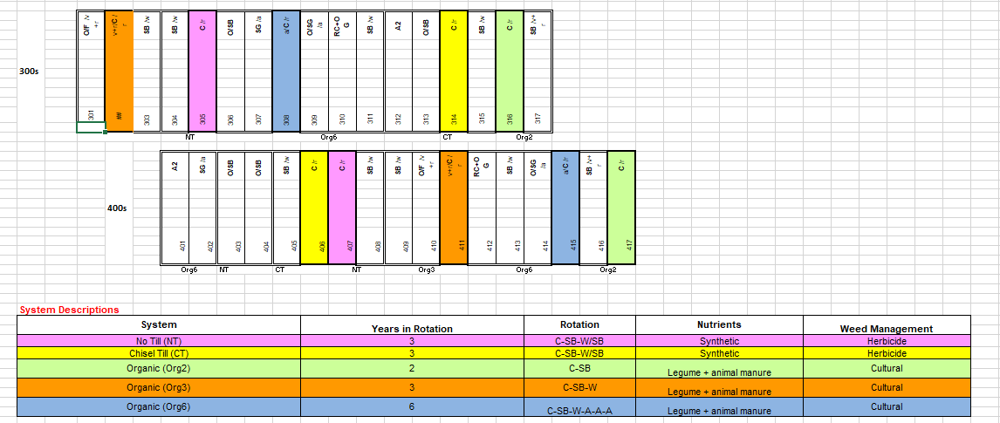 O/F /v +r
v+r/C / r
SB /w
SB /w
C /r
O/SB
SG /a
a/C /r
O/SG /a
RC+O G
SB /w
A2
O/SB
C /r
SB /w
C /r
SB /v+ r
300s
301
##
303
304
305
306
307
308
309
310
311
312
313
314
315
316
317
NT
Org6
CT
Org2
A2
SG /a
O/SB
O/SB
SB /w
C /r
C /r
SB /w
SB /w
O/F /v +r
v+r/C / r
RC+O G
SB /w
O/SG /a
a/C /r
SB /v+ r
C /r
400s
401
402
403
404
405
406
407
408
409
410
411
412
413
414
415
416
417
Org6
NT
CT
NT
Org3
Org6
Org2
System Descriptions
System Years in Rotation Rotation Nutrients Weed Management
No Till (NT) 3 C-SB-W/SB Synthetic Herbicide
Chisel Till (CT) 3 C-SB-W/SB Synthetic Herbicide
Organic (Org2) 2 C-SB Legume + animal manure Cultural
Organic (Org3) 3 C-SB-W Legume + animal manure Cultural
Organic (Org6) 6 C-SB-W-A-A-A Legume + animal manure Cultural